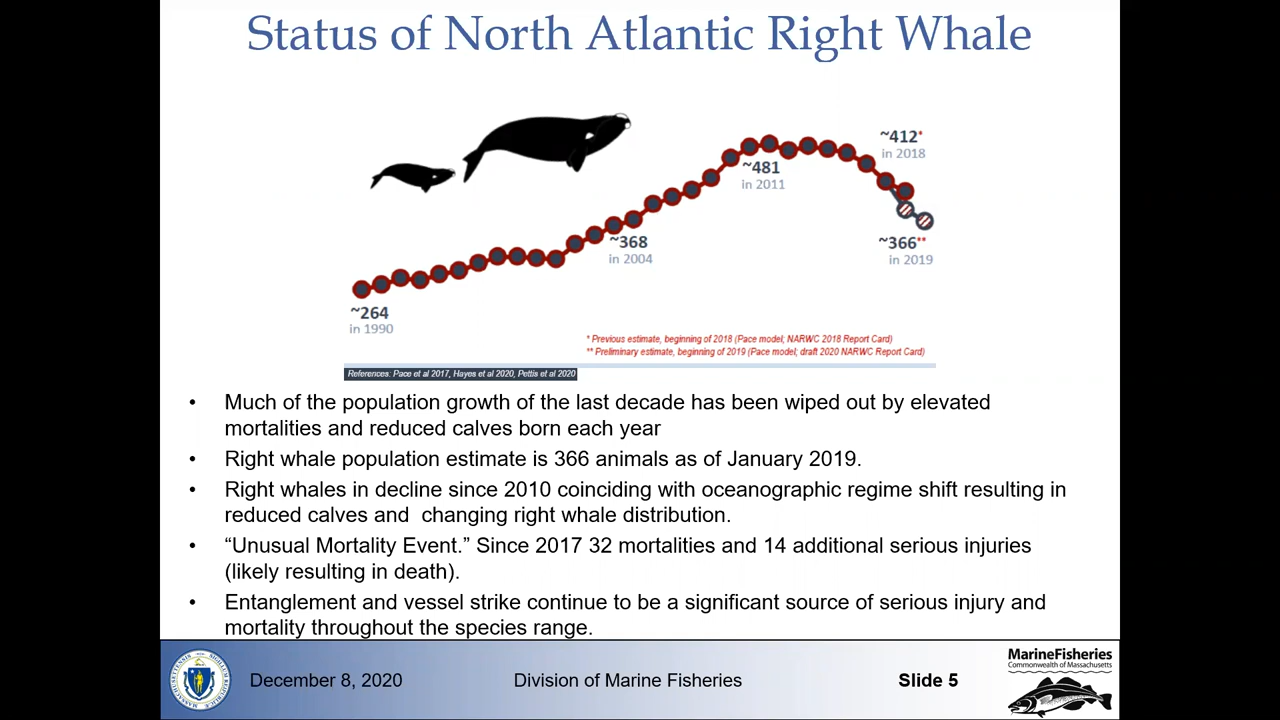 Status of North Atlantic Right Whale
~412*
in 2018
~481
in 2011
~368
in 2004
~366**
in 2019
~264
in 1990
* Previous estimate, beginning of 2018 (Pace model; NARWC 2018 Report Card)
** Preliminary estimate, beginning of 2019 (Pace model; draft 2020 NARWC Report Card)
References: Pace et al 2017, Hayes et al 2020, Pettis et al 2020
• Much of the population growth of the last decade has been wiped out by elevated
mortalities and reduced calves born each year
• Right whale population estimate is 366 animals as of January 2019.
• Right whales in decline since 2010 coinciding with oceanographic regime shift resulting in
reduced calves and  changing right whale distribution.
• “Unusual Mortality Event.” Since 2017 32 mortalities and 14 additional serious injuries
(likely resulting in death).
• Entanglement and vessel strike continue to be a significant source of serious injury and
mortality throughout the species range.
December 8, 2020
Division of Marine Fisheries
Slide 5
MarineFisheries
Commonwealth of Massachusetts